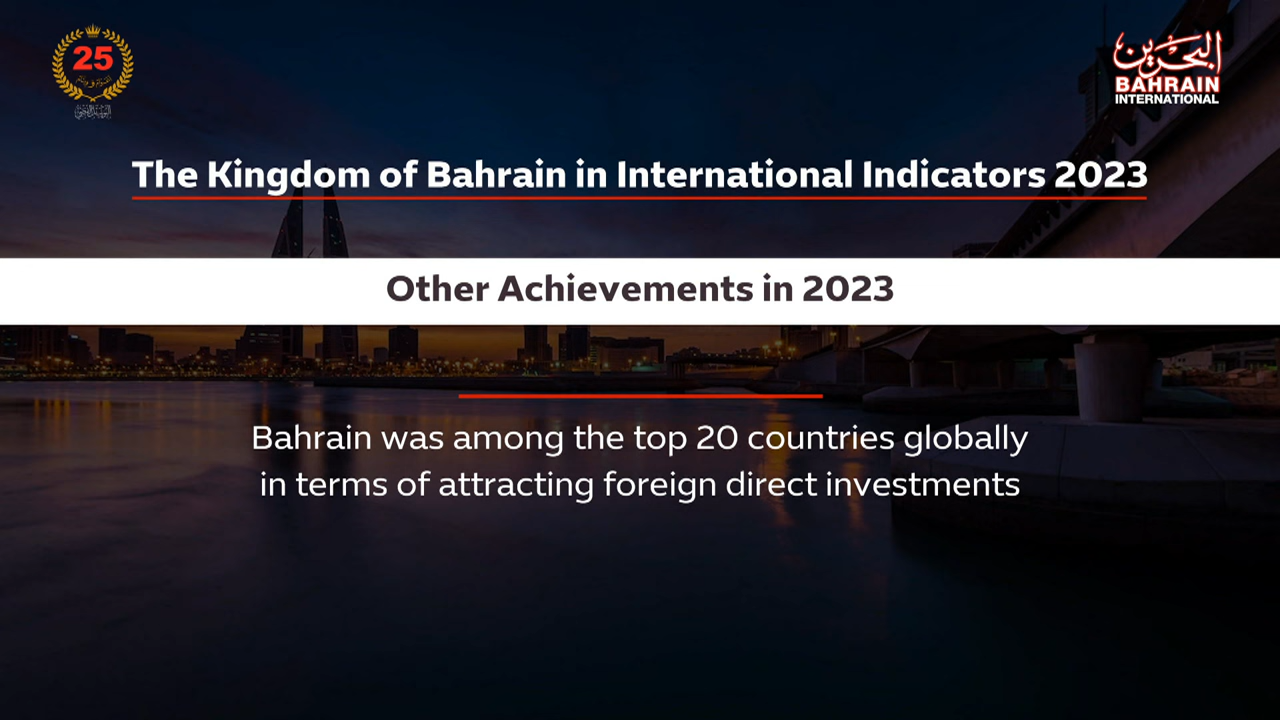 25
البحرين
BAHRAIN
INTERNATIONAL
The Kingdom of Bahrain in International Indicators 2023
Other Achievements in 2023
Bahrain was among the top 20 countries globally
in terms of attracting foreign direct investments